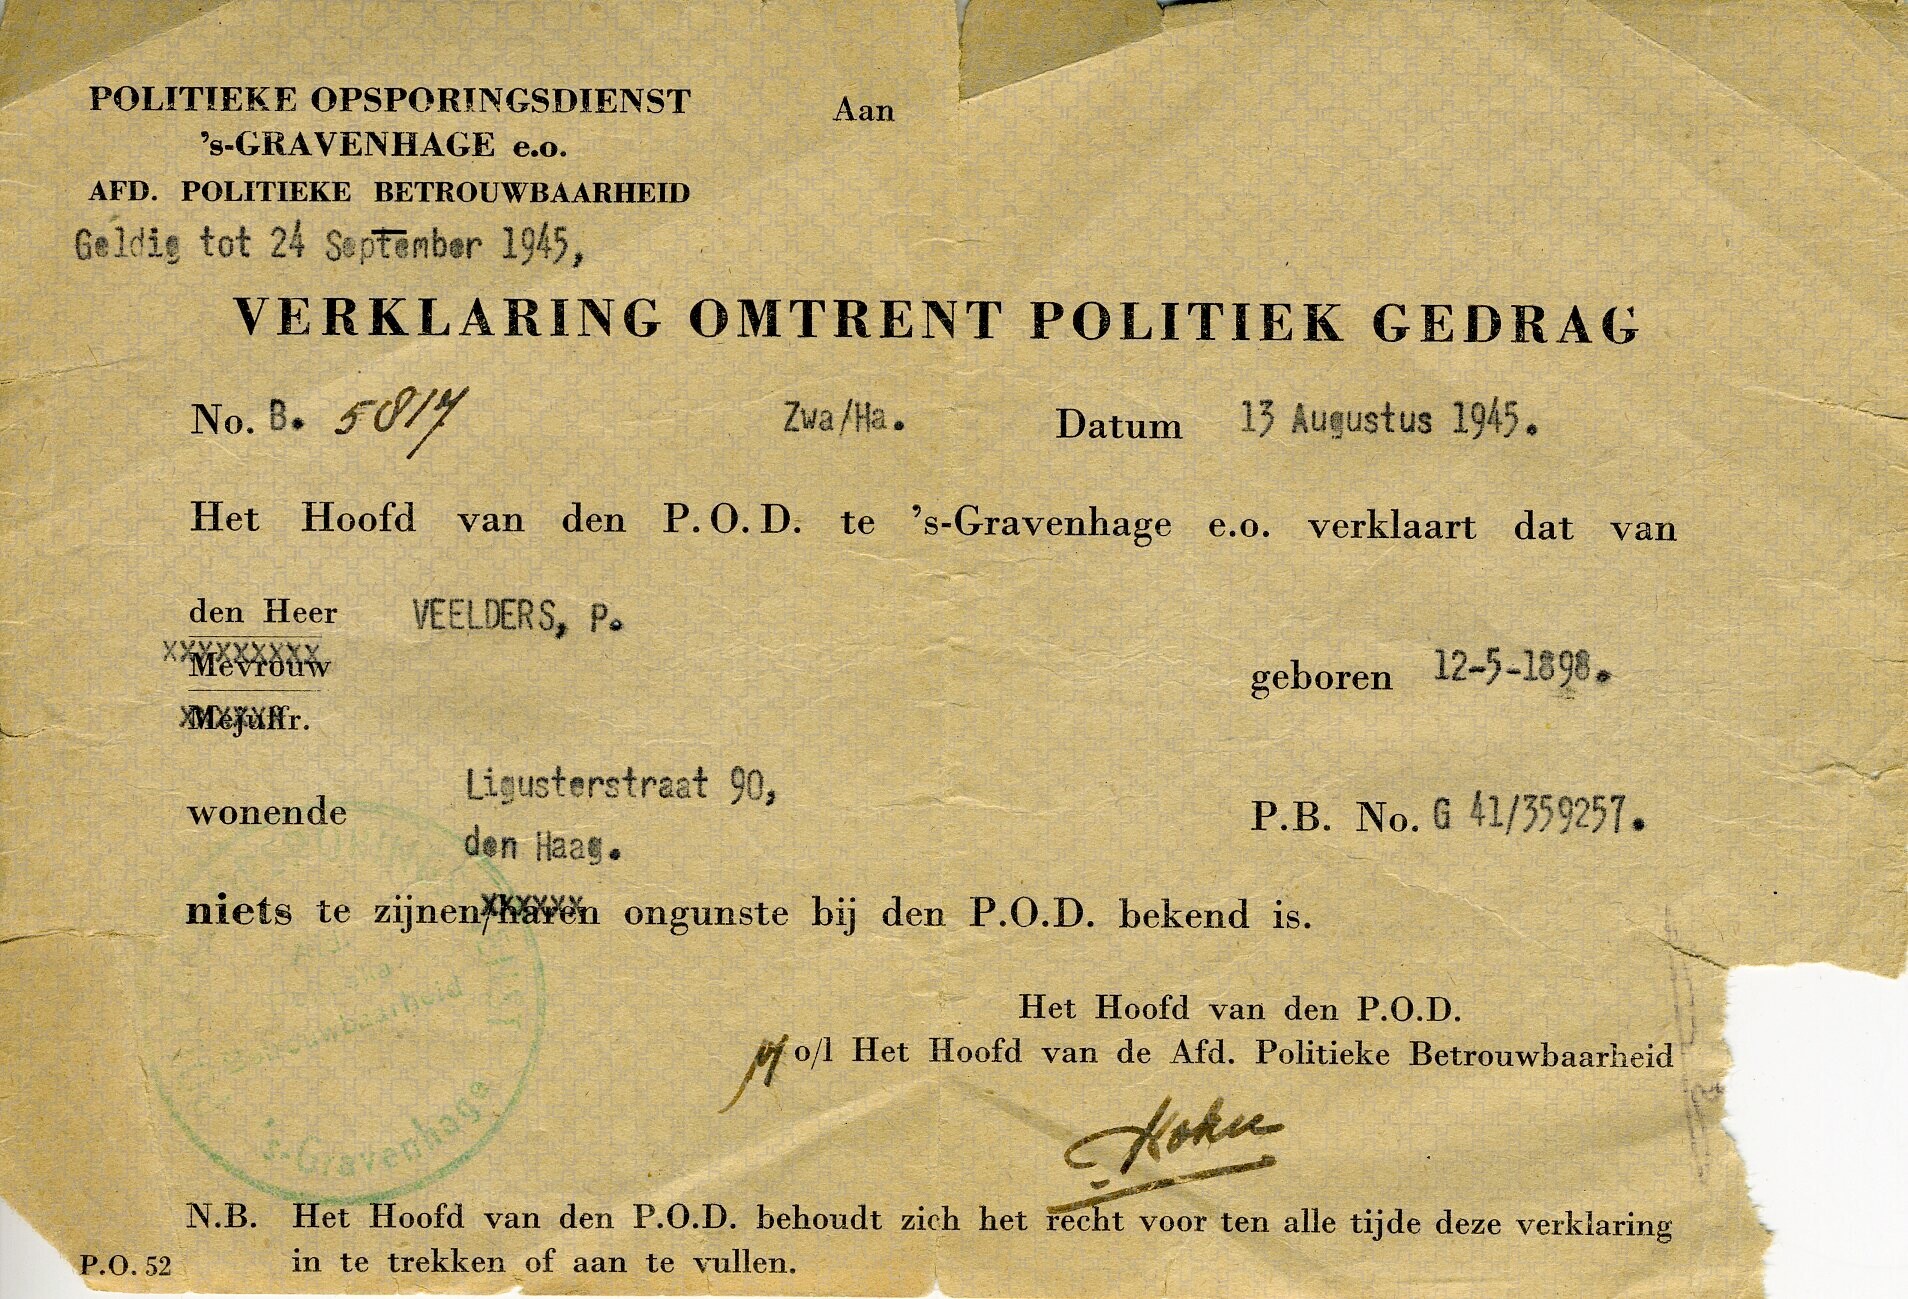 POLITIEKE OPSPORINGSDIENST
's-GRAVENHAGE e.o.
AFD. POLITIEKE BETROUWBAARHEID
Aan
Geldig tot 24 September 1945,
VERKLARING OMTRENT POLITIEK GEDRAG
No. B. 5817 Zwa/Ha. Datum 13 Augustus 1945.
Het Hoofd van den P.O.D. te 's-Gravenhage e.o. verklaart dat van
den Heer VEELDERS, P.
Mevrouw
geboren 12-5-1898.
Mejuffr.
wonende Ligusterstraat 90,
den Haag.
P.B. No. G 41/359257.
niets te zijnen/haren ongunste bij den P.O.D. bekend is.
Betrouwbaarheid
's-Gravenhage
Het Hoofd van den P.O.D.
o/l Het Hoofd van de Afd. Politieke Betrouwbaarheid
N.B. Het Hoofd van den P.O.D. behoudt zich het recht voor ten alle tijde deze verklaring
in te trekken of aan te vullen.
P.O. 52